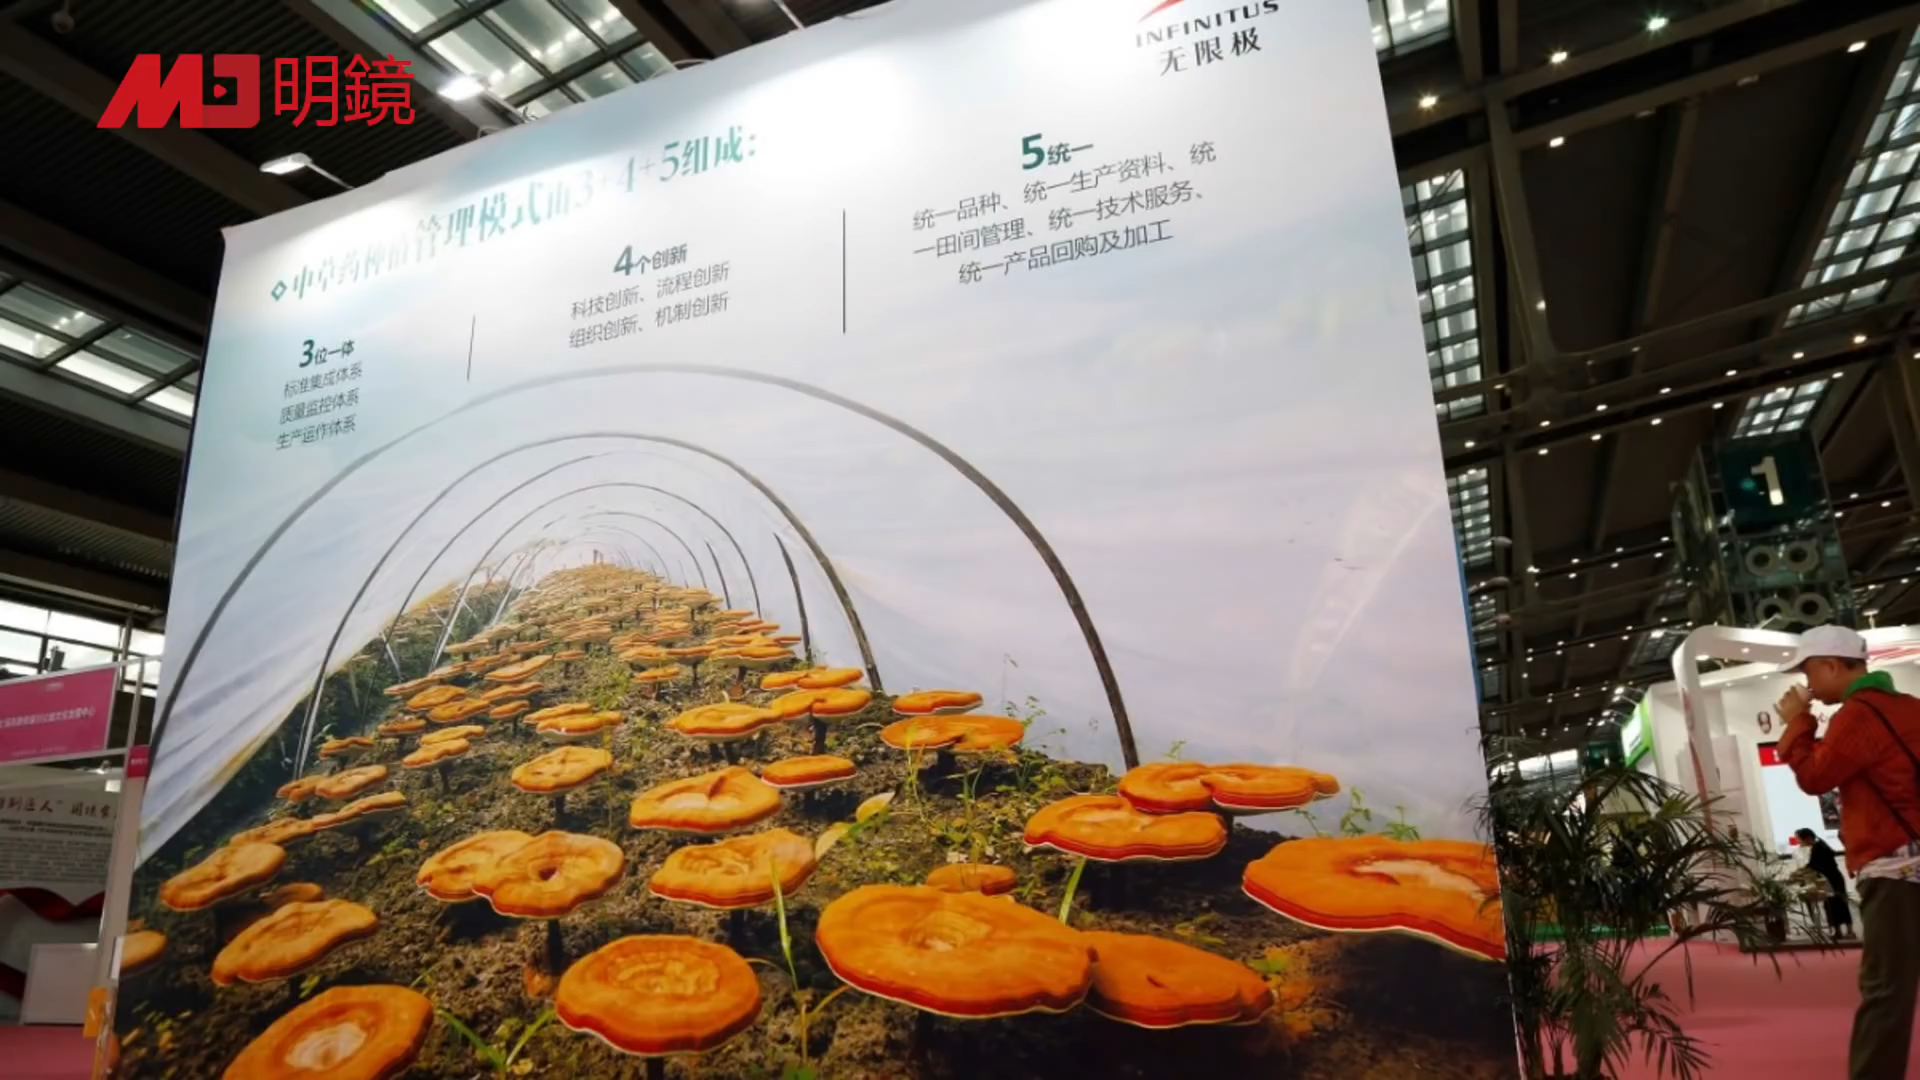 明鏡
INFINITUS
无限极
中草药种植管理模式由3+4+5组成：
3位一体
标准集成体系
质量监控体系
生产运作体系
4个创新
科技创新、流程创新
组织创新、机制创新
5统一
统一品种、统一生产资料、统
一田间管理、统一技术服务、
统一产品回购及加工
1